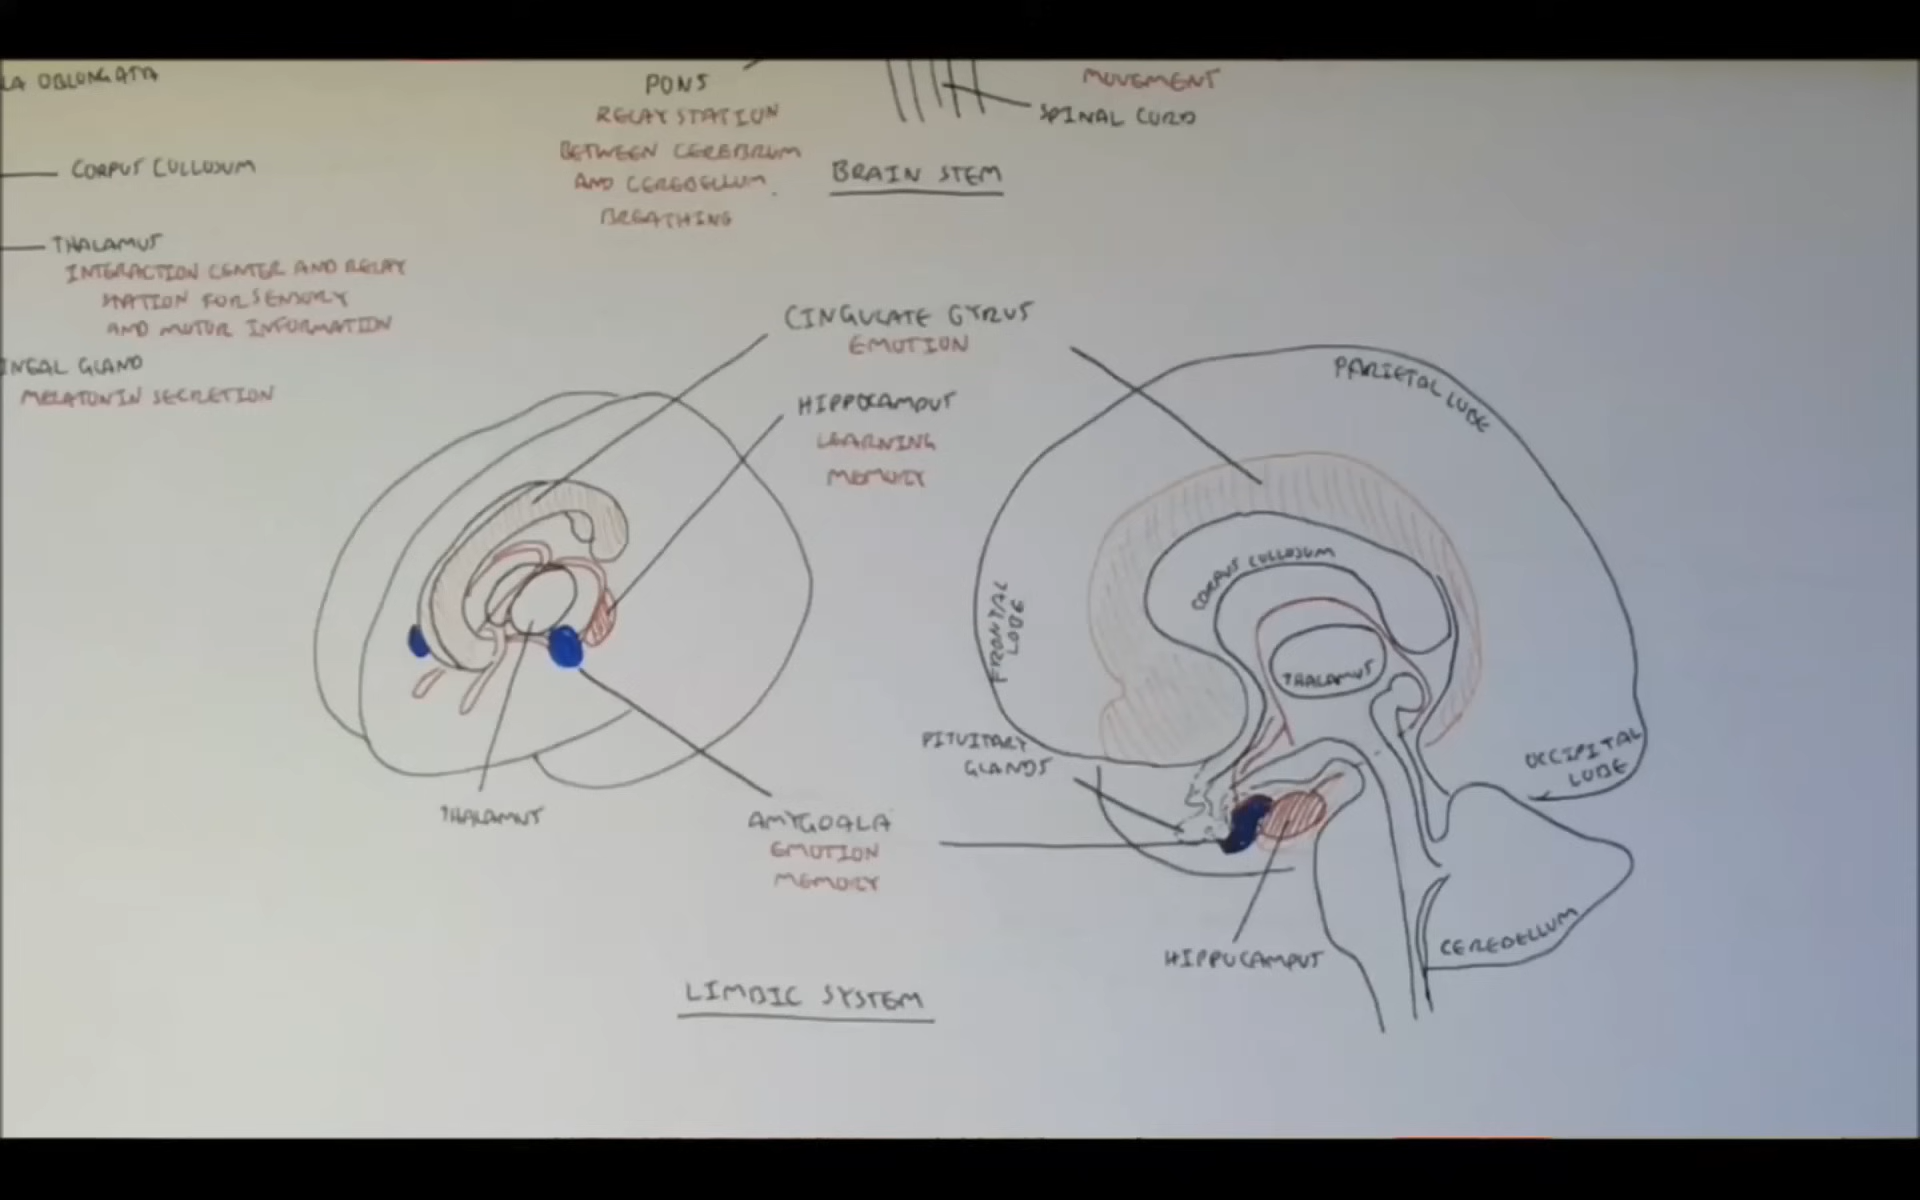 LA OBLONGATA
CORPUS CULLOSUM
THALAMUS
INTERACTION CENTER AND RELAY
STATION FOR SENSORY
AND MOTOR INFORMATION
INEAL GLAND
MELATONIN SECRETION
PONS
RELAY STATION
BETWEEN CEREBRUM
AND CEREBELLUM.
BREATHING
MOVEMENT
SPINAL CORD
BRAIN STEM
CINGULATE GYRUS
EMOTION
HIPPOCAMPUS
LEARNING
MEMORY
THALAMUS
AMYGDALA
EMOTION
MEMORY
PARIETAL LOBE
FRONTAL
LOBE
CORPUS CULLOSUM
THALAMUS
PITUITARY
GLANDS
OCCIPITAL
LOBE
HIPPOCAMPUS
CEREBELLUM
LIMBIC SYSTEM